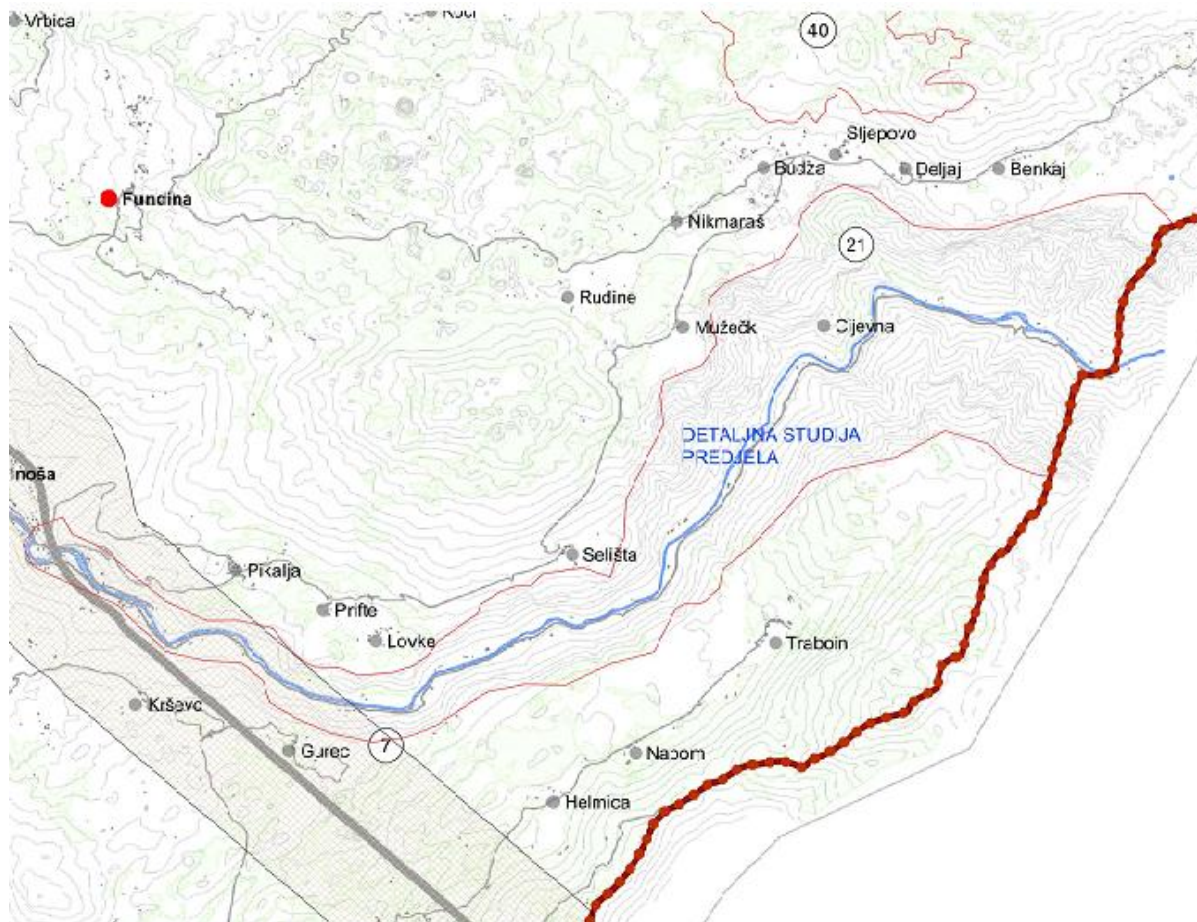 Vrbica
Koći
40
Sljepovo
Budža
Deljaj
Benkaj
Fundina
Nikmaraš
21
Rudine
Mužečk
Cijevna
DETALJNA STUDIJA
PREDJELA
noša
Selišta
Pikalja
Prifte
Lovke
Traboin
Krševo
Gurec
7
Nabom
Helmica